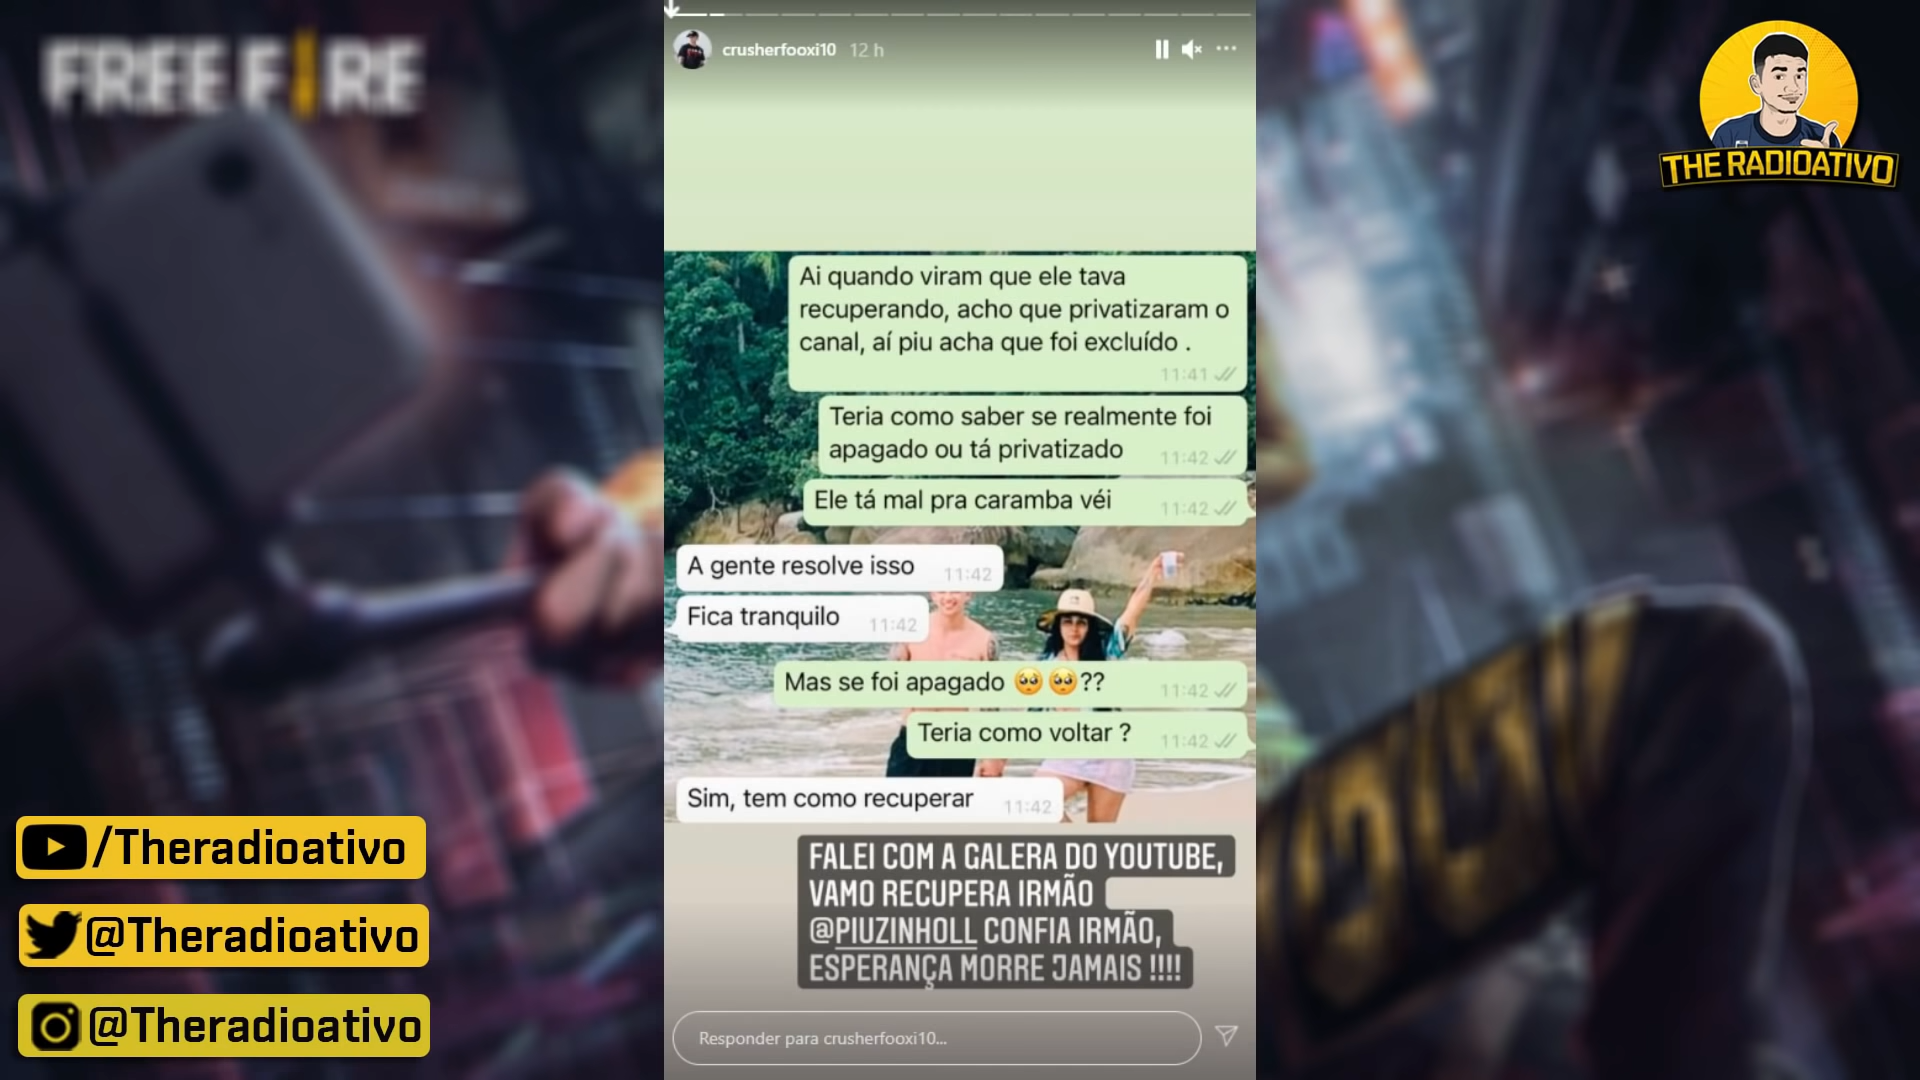 FREE FIRE
THE RADIOATIVO
crusherfooxi10 12 h
Ai quando viram que ele tava
recuperando, acho que privatizaram o
canal, aí piu acha que foi excluído .
11:41
Teria como saber se realmente foi
apagado ou tá privatizado 11:42
Ele tá mal pra caramba véi 11:42
A gente resolve isso 11:42
Fica tranquilo 11:42
Mas se foi apagado 🥺🥺?? 11:42
Teria como voltar ? 11:42
Sim, tem como recuperar 11:42
FALEI COM A GALERA DO YOUTUBE,
VAMO RECUPERA IRMÃO
@PIUZINHOLL CONFIA IRMÃO,
ESPERANÇA MORRE JAMAIS !!!!
Responder para crusherfooxi10...
/Theradioativo
@Theradioativo
@Theradioativo